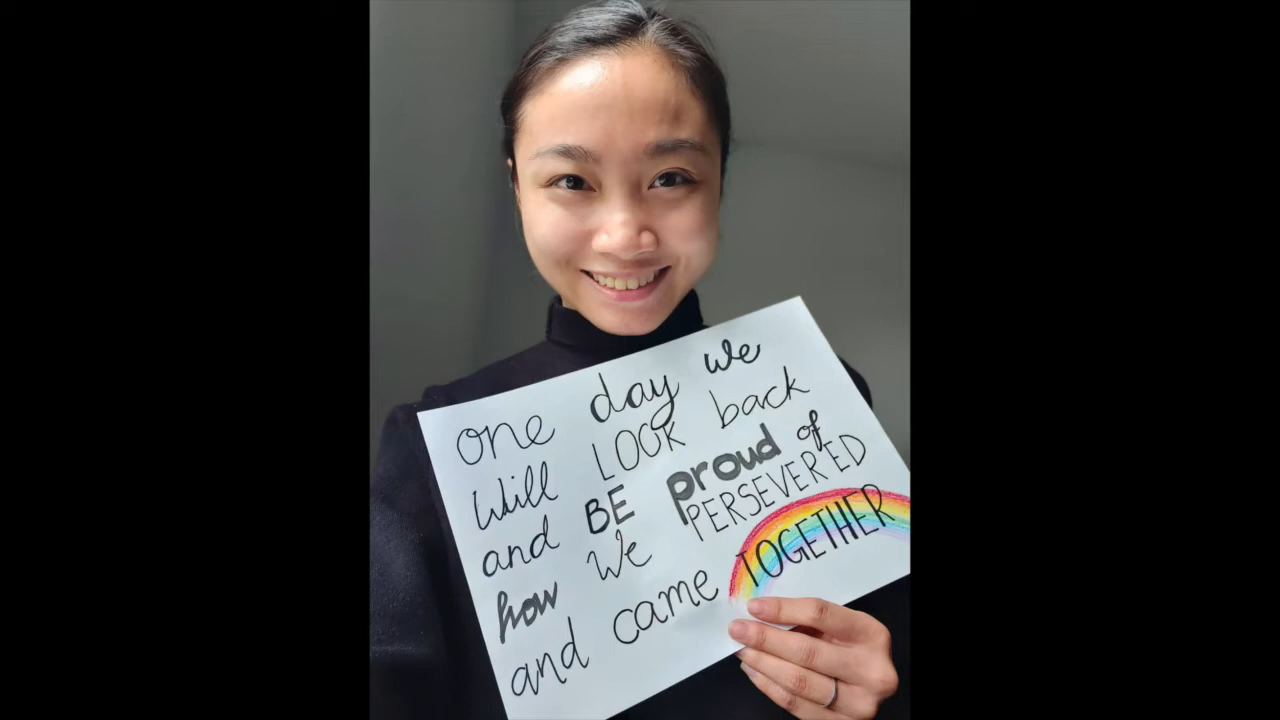 one day we
Will LOOK back
and BE proud of
how We PERSEVERED
and came TOGETHER